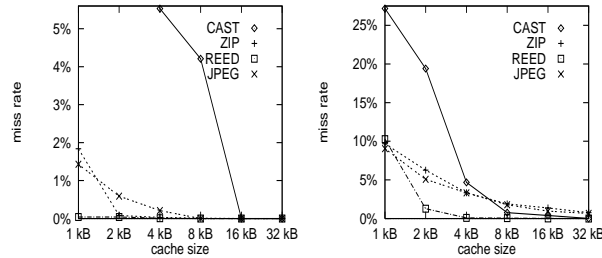 5%
4%
3%
2%
1%
0%
miss rate
1 kB 2 kB 4 kB 8 kB 16 kB 32 kB
cache size
CAST
ZIP
REED
JPEG
25%
20%
15%
10%
5%
0%
miss rate
1 kB 2 kB 4 kB 8 kB 16 kB 32 kB
cache size
CAST
ZIP
REED
JPEG